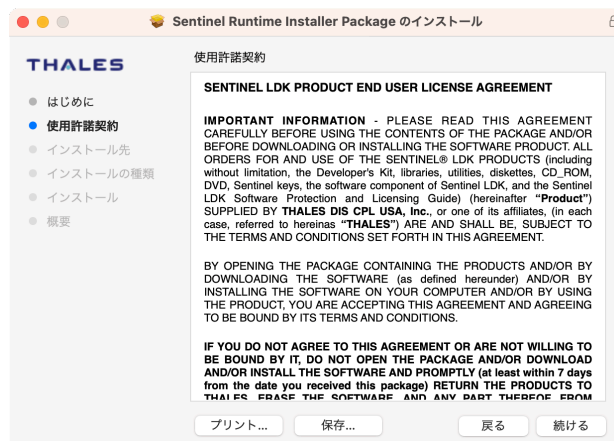 Sentinel Runtime Installer Package のインストール
THALES
はじめに
使用許諾契約
インストール先
インストールの種類
インストール
概要
使用許諾契約
SENTINEL LDK PRODUCT END USER LICENSE AGREEMENT
IMPORTANT INFORMATION - PLEASE READ THIS AGREEMENT
CAREFULLY BEFORE USING THE CONTENTS OF THE PACKAGE AND/OR
BEFORE DOWNLOADING OR INSTALLING THE SOFTWARE PRODUCT. ALL
ORDERS FOR AND USE OF THE SENTINEL® LDK PRODUCTS (including
without limitation, the Developer's Kit, libraries, utilities, diskettes, CD_ROM,
DVD, Sentinel keys, the software component of Sentinel LDK, and the Sentinel
LDK Software Protection and Licensing Guide) (hereinafter “Product”)
SUPPLIED BY THALES DIS CPL USA, Inc., or one of its affiliates, (in each
case, referred to hereinas “THALES”) ARE AND SHALL BE, SUBJECT TO
THE TERMS AND CONDITIONS SET FORTH IN THIS AGREEMENT.
BY OPENING THE PACKAGE CONTAINING THE PRODUCTS AND/OR BY
DOWNLOADING THE SOFTWARE (as defined hereunder) AND/OR BY
INSTALLING THE SOFTWARE ON YOUR COMPUTER AND/OR BY USING
THE PRODUCT, YOU ARE ACCEPTING THIS AGREEMENT AND AGREEING
TO BE BOUND BY ITS TERMS AND CONDITIONS.
IF YOU DO NOT AGREE TO THIS AGREEMENT OR ARE NOT WILLING TO
BE BOUND BY IT, DO NOT OPEN THE PACKAGE AND/OR DOWNLOAD
AND/OR INSTALL THE SOFTWARE AND PROMPTLY (at least within 7 days
from the date you received this package) RETURN THE PRODUCTS TO
THALES, ERASE THE SOFTWARE, AND ANY PART THEREOF, FROM
プリント...
保存...
戻る
続ける